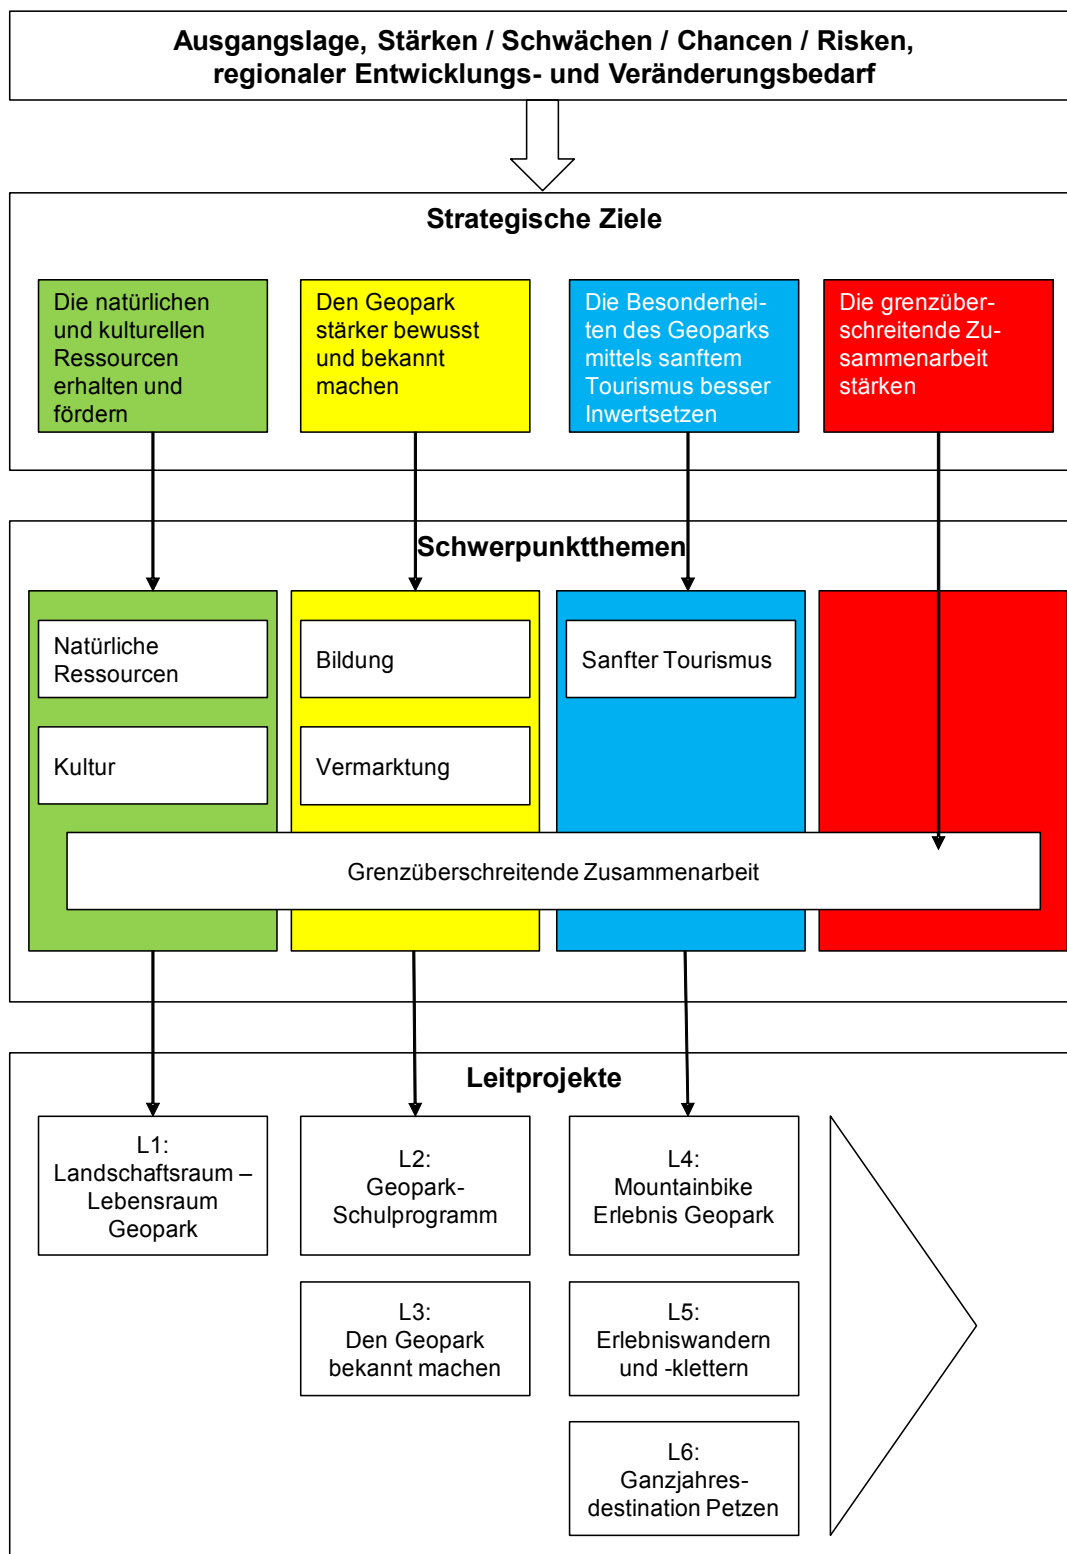 Ausgangslage, Stärken / Schwächen / Chancen / Risken,
regionaler Entwicklungs- und Veränderungsbedarf
Strategische Ziele
Die natürlichen
und kulturellen
Ressourcen
erhalten und
fördern
Den Geopark
stärker bewusst
und bekannt
machen
Die Besonderhei-
ten des Geoparks
mittels sanftem
Tourismus besser
Inwertsetzen
Die grenzüber-
schreitende Zu-
sammenarbeit
stärken
Schwerpunktthemen
Natürliche
Ressourcen
Bildung
Sanfter Tourismus
Kultur
Vermarktung
Grenzüberschreitende Zusammenarbeit
Leitprojekte
L1:
Landschaftsraum –
Lebensraum
Geopark
L2:
Geopark-
Schulprogramm
L4:
Mountainbike
Erlebnis Geopark
L3:
Den Geopark
bekannt machen
L5:
Erlebniswandern
und -klettern
L6:
Ganzjahres-
destination Petzen